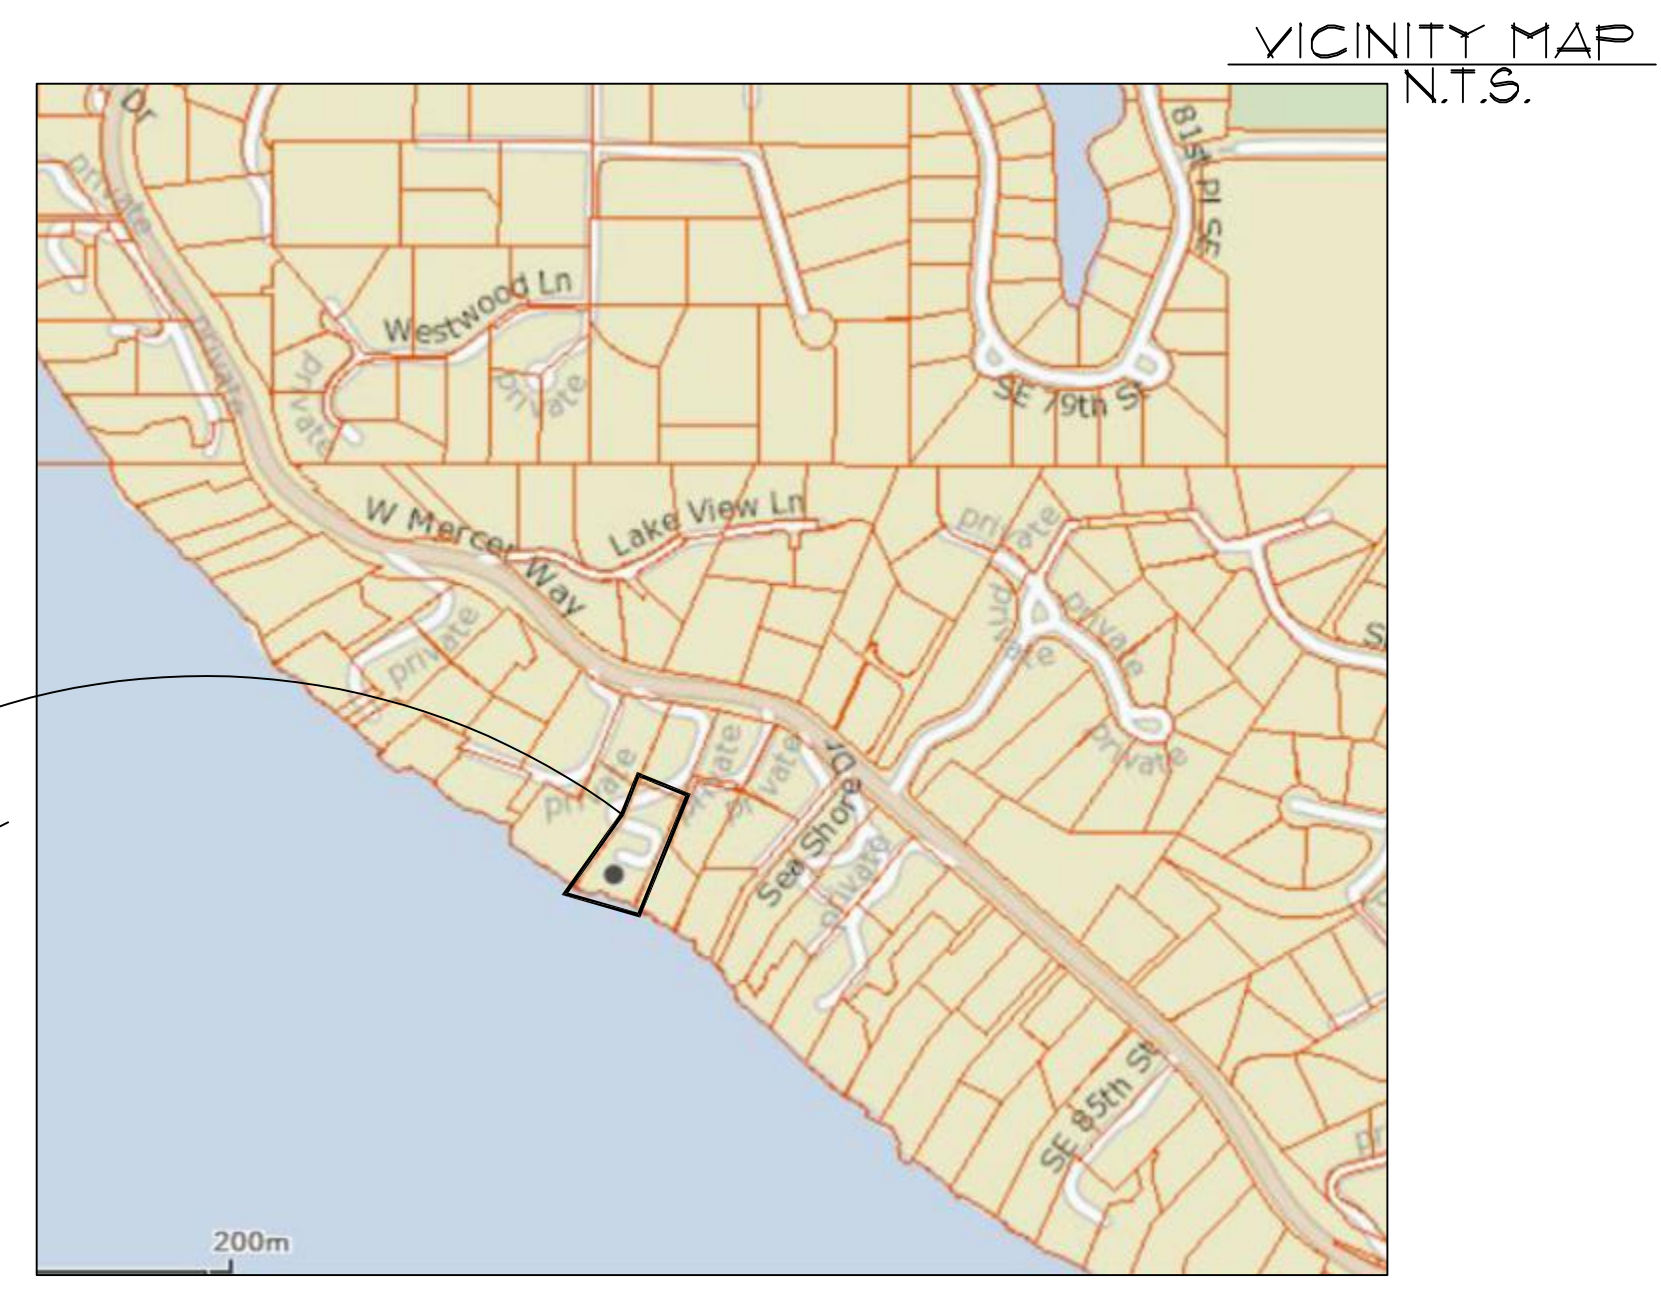 VICINITY MAP
N.T.S.
Dr
private
81st Pl SE
Westwood Ln
private
private
private
SE 79th St
W Mercer Way
Lake View Ln
private
private
private
private
private
private
private
private
private
Sea Shore Dr
private
SE 85th St
200m